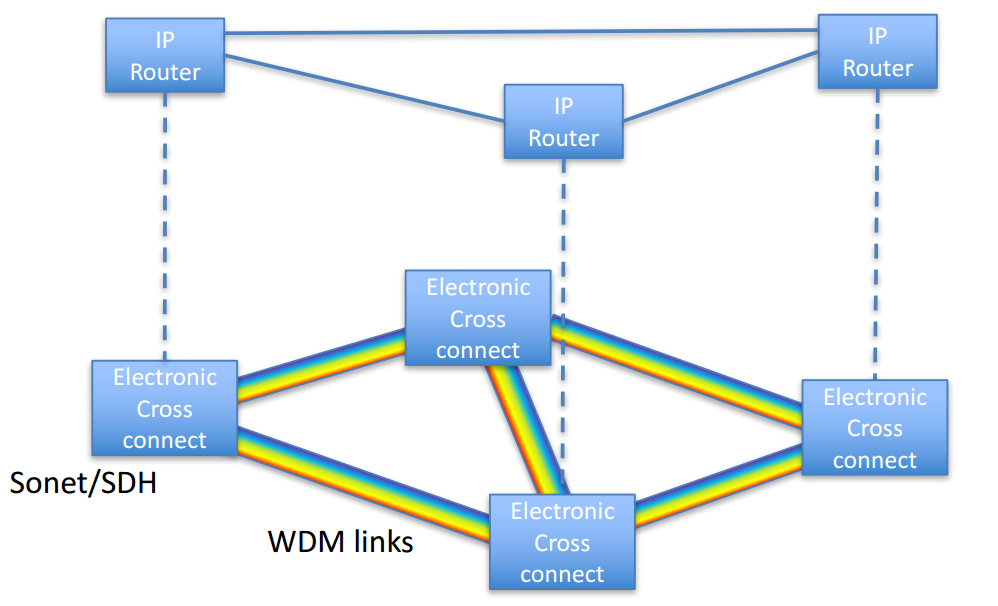 IP
Router
IP
Router
IP
Router
Electronic
Cross
connect
Electronic
Cross
connect
Electronic
Cross
connect
Sonet/SDH
Electronic
Cross
connect
WDM links